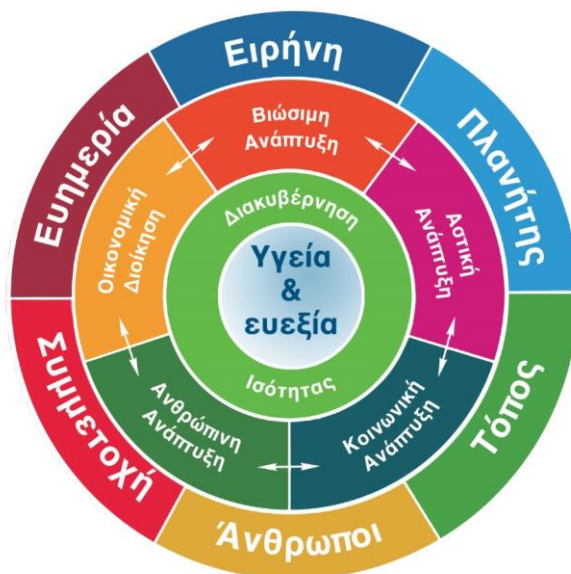 Ειρήνη
Πλανήτης
Τόπος
Άνθρωποι
Συμμετοχή
Ευημερία
Βιώσιμη
Ανάπτυξη
Αστική
Ανάπτυξη
Κοινωνική
Ανάπτυξη
Ανθρώπινη
Ανάπτυξη
Οικονομική
Διοίκηση
Διακυβέρνηση
Ισότητας
Υγεία
&
ευεξία